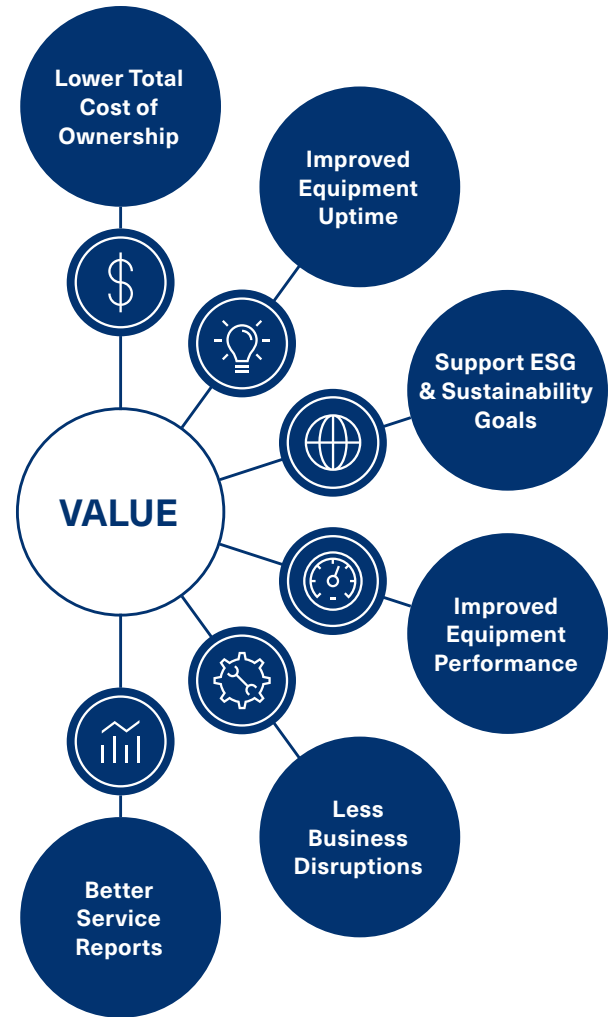 Lower Total
Cost of
Ownership
Improved
Equipment
Uptime
Support ESG
& Sustainability
Goals
VALUE
Improved
Equipment
Performance
Less
Business
Disruptions
Better
Service
Reports